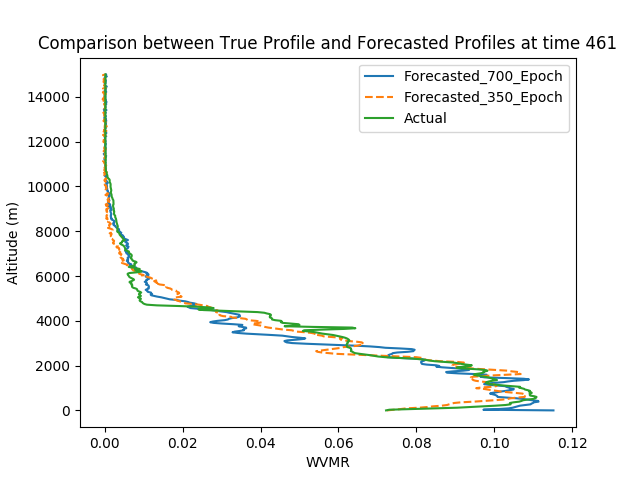 Comparison between True Profile and Forecasted Profiles at time 461
Forecasted_700_Epoch
Forecasted_350_Epoch
Actual
Altitude (m)
14000
12000
10000
8000
6000
4000
2000
0
0.00 0.02 0.04 0.06 0.08 0.10 0.12
WVMR